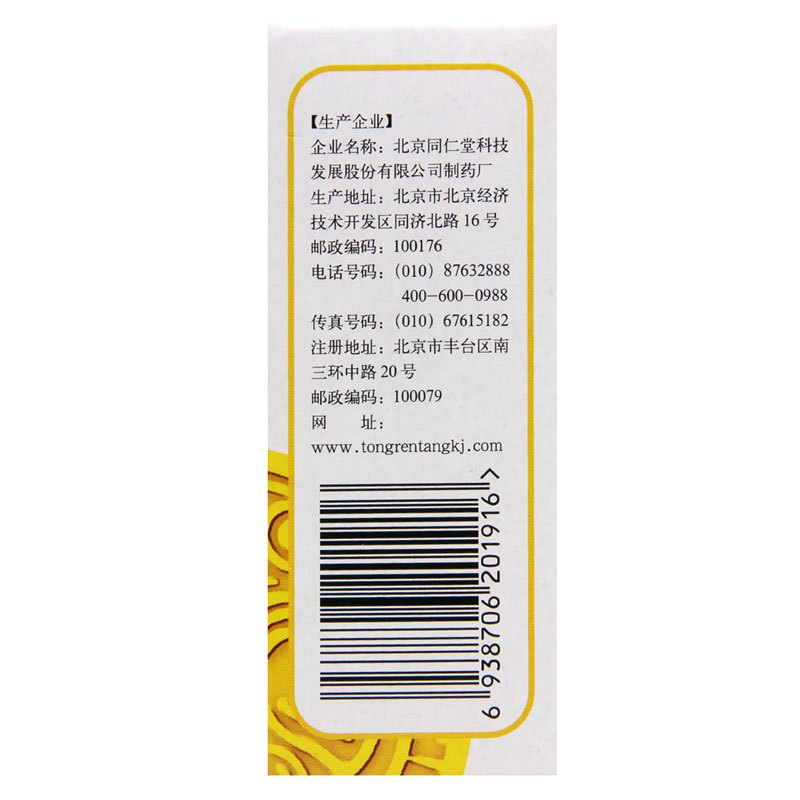 【生产企业】
企业名称：北京同仁堂科技
发展股份有限公司制药厂
生产地址：北京市北京经济
技术开发区同济北路16号
邮政编码：100176
电话号码：（010）87632888
400-600-0988
传真号码：（010）67615182
注册地址：北京市丰台区南
三环中路20号
邮政编码：100079
网　　址：
www.tongrentangkj.com
6 938706 201916 >